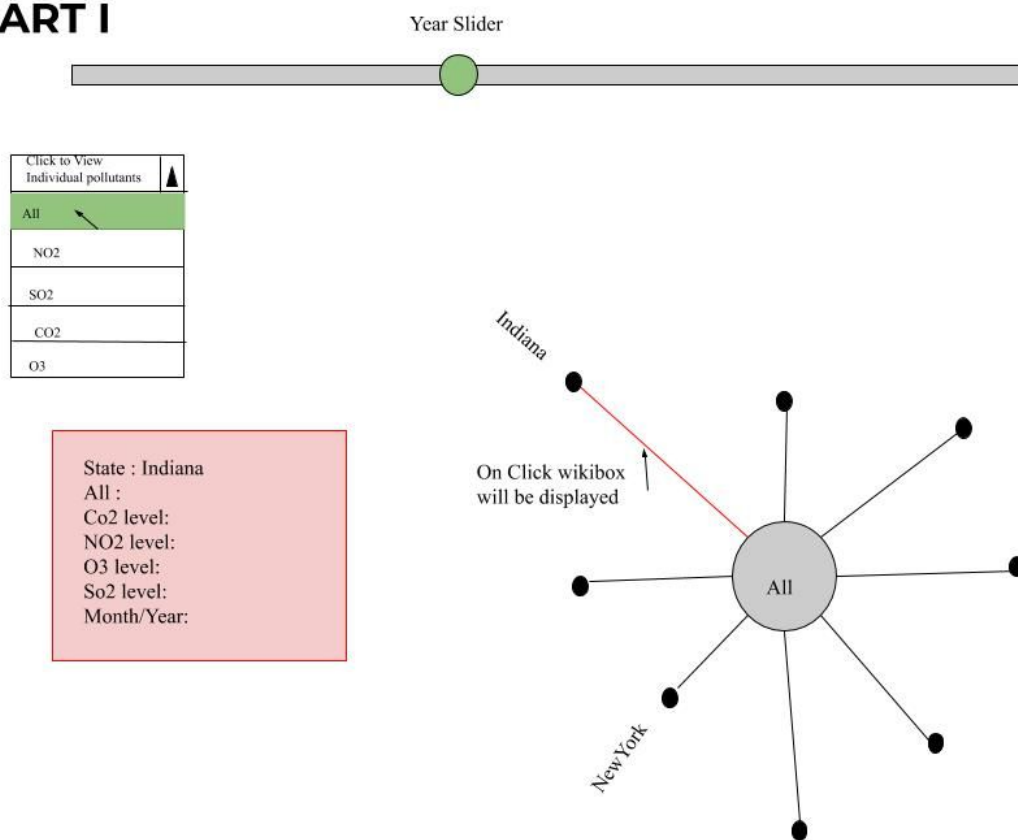 ART I
Year Slider
Click to View
Individual pollutants
All
NO2
SO2
CO2
O3
State : Indiana
All :
Co2 level:
NO2 level:
O3 level:
So2 level:
Month/Year:
Indiana
On Click wikibox
will be displayed
All
NewYork